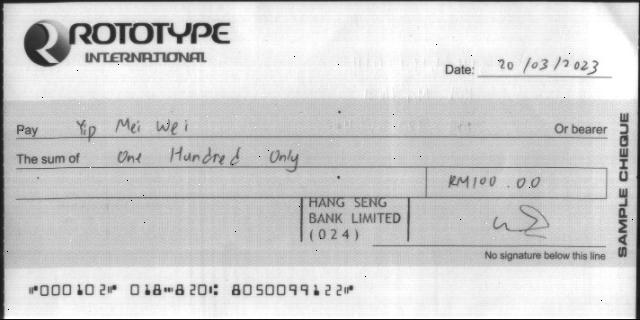 ROTOTYPE
INTERNATIONAL
Date: 20/03/2023
Pay Yip Mei Wei Or bearer
The sum of One Hundred Only
RM100.00
HANG SENG
BANK LIMITED
(024)
No signature below this line
SAMPLE CHEQUE
⑈000102⑈ 018⑉820⑆ 8050099122⑈